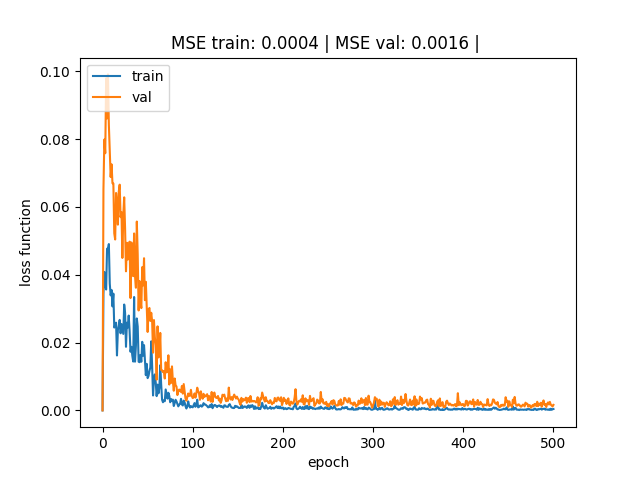 MSE train: 0.0004 | MSE val: 0.0016 |
train
val
0.10
0.08
0.06
0.04
0.02
0.00
loss function
0 100 200 300 400 500
epoch